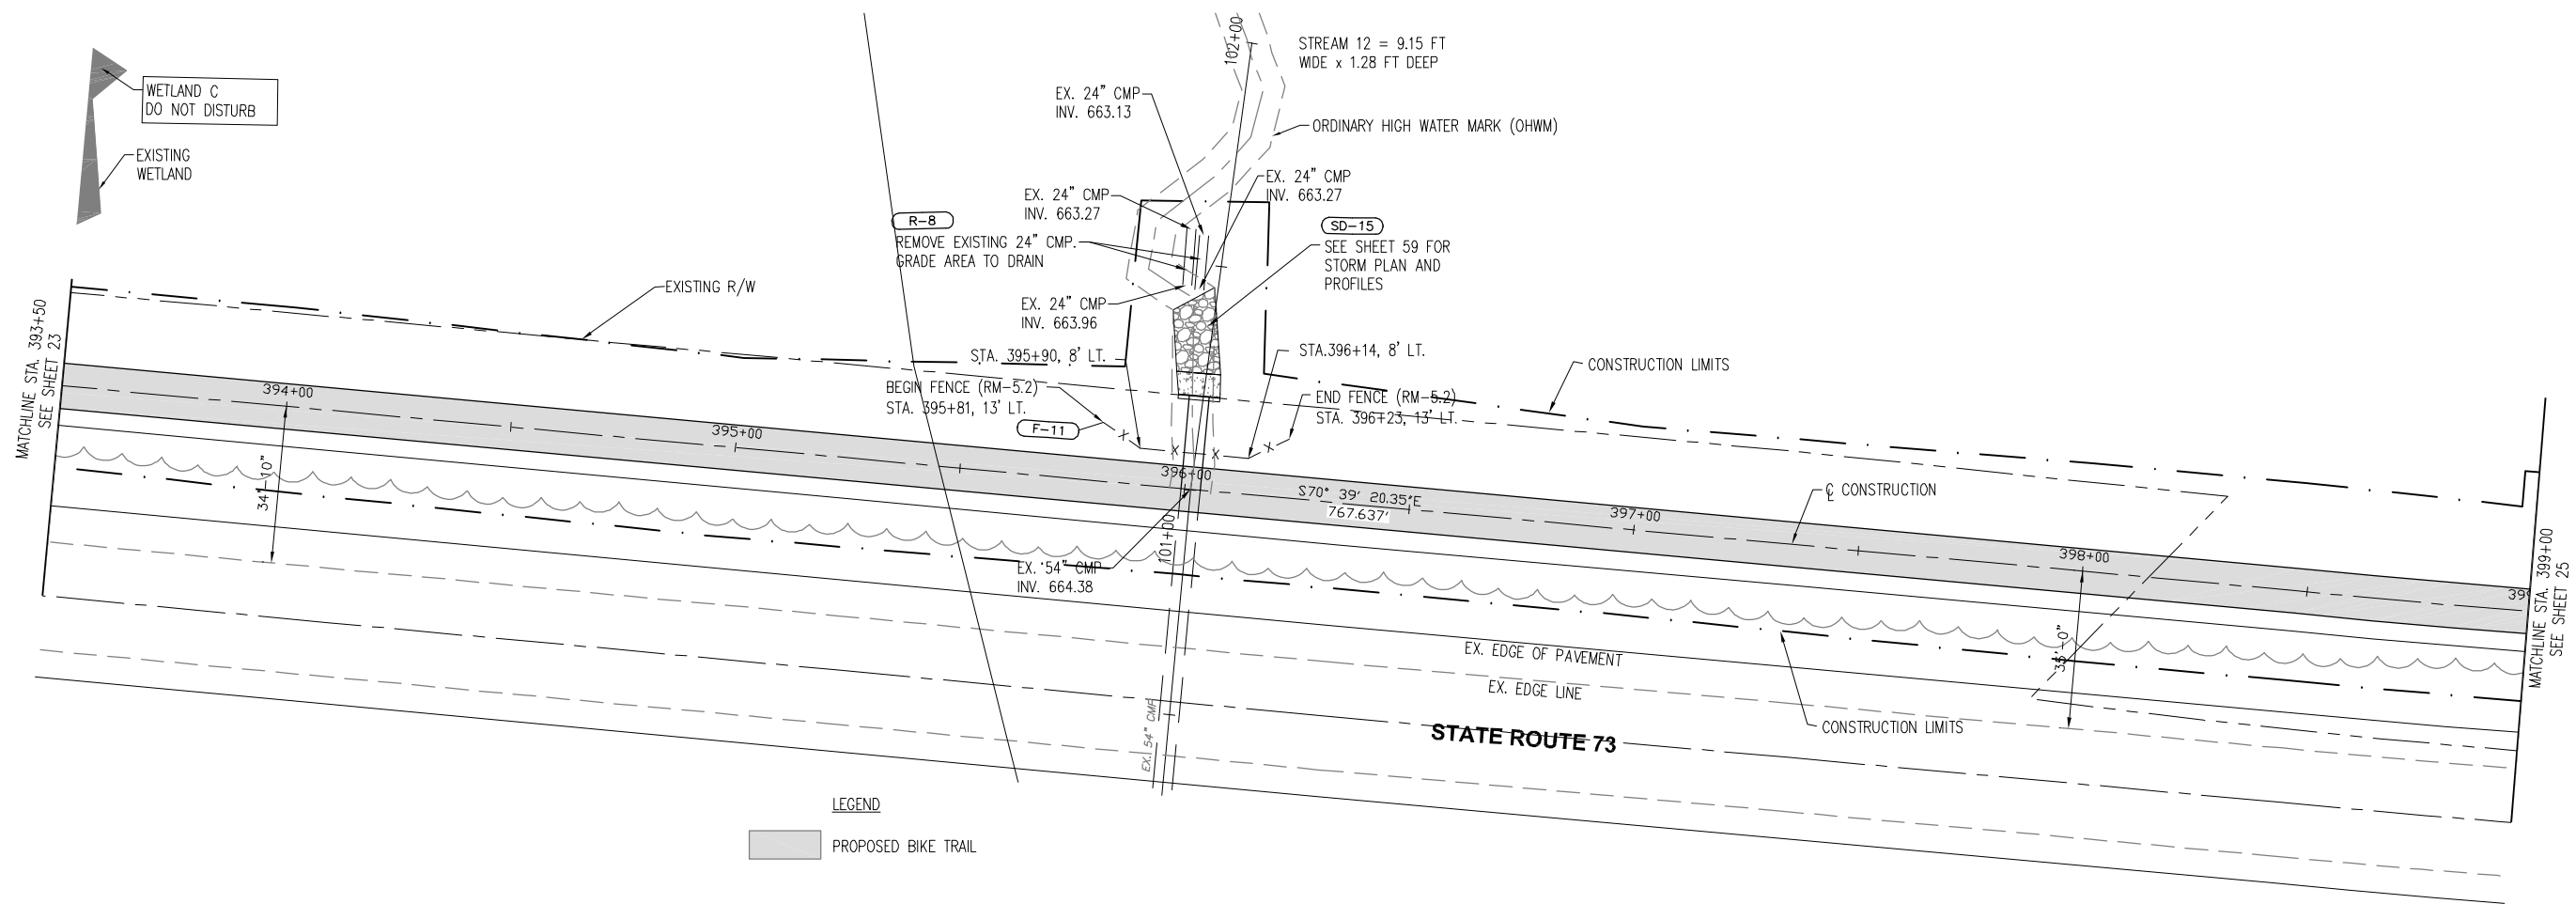 STREAM 12 = 9.15 FT
WIDE x 1.28 FT DEEP
102+00
WETLAND C
DO NOT DISTURB
EX. 24" CMP
INV. 663.13
ORDINARY HIGH WATER MARK (OHWM)
EXISTING
WETLAND
EX. 24" CMP
INV. 663.27
EX. 24" CMP
INV. 663.27
R-8
REMOVE EXISTING 24" CMP.
GRADE AREA TO DRAIN
SD-15
SEE SHEET 59 FOR
STORM PLAN AND
PROFILES
EXISTING R/W
EX. 24" CMP
INV. 663.96
MATCHLINE STA. 393+50
SEE SHEET 23
STA. 395+90, 8' LT.
STA.396+14, 8' LT.
CONSTRUCTION LIMITS
BEGIN FENCE (RM-5.2)
STA. 395+81, 13' LT.
END FENCE (RM-5.2)
STA. 396+23, 13' LT.
F-11
394+00
395+00
396+00
S70° 39' 20.35"E
767.637'
397+00
℄ CONSTRUCTION
398+00
399
34'-10"
101+00
EX. 54" CMP
INV. 664.38
35'-0"
MATCHLINE STA. 399+00
SEE SHEET 25
EX. EDGE OF PAVEMENT
EX. EDGE LINE
EX. 54" CMP
STATE ROUTE 73
CONSTRUCTION LIMITS
LEGEND
PROPOSED BIKE TRAIL